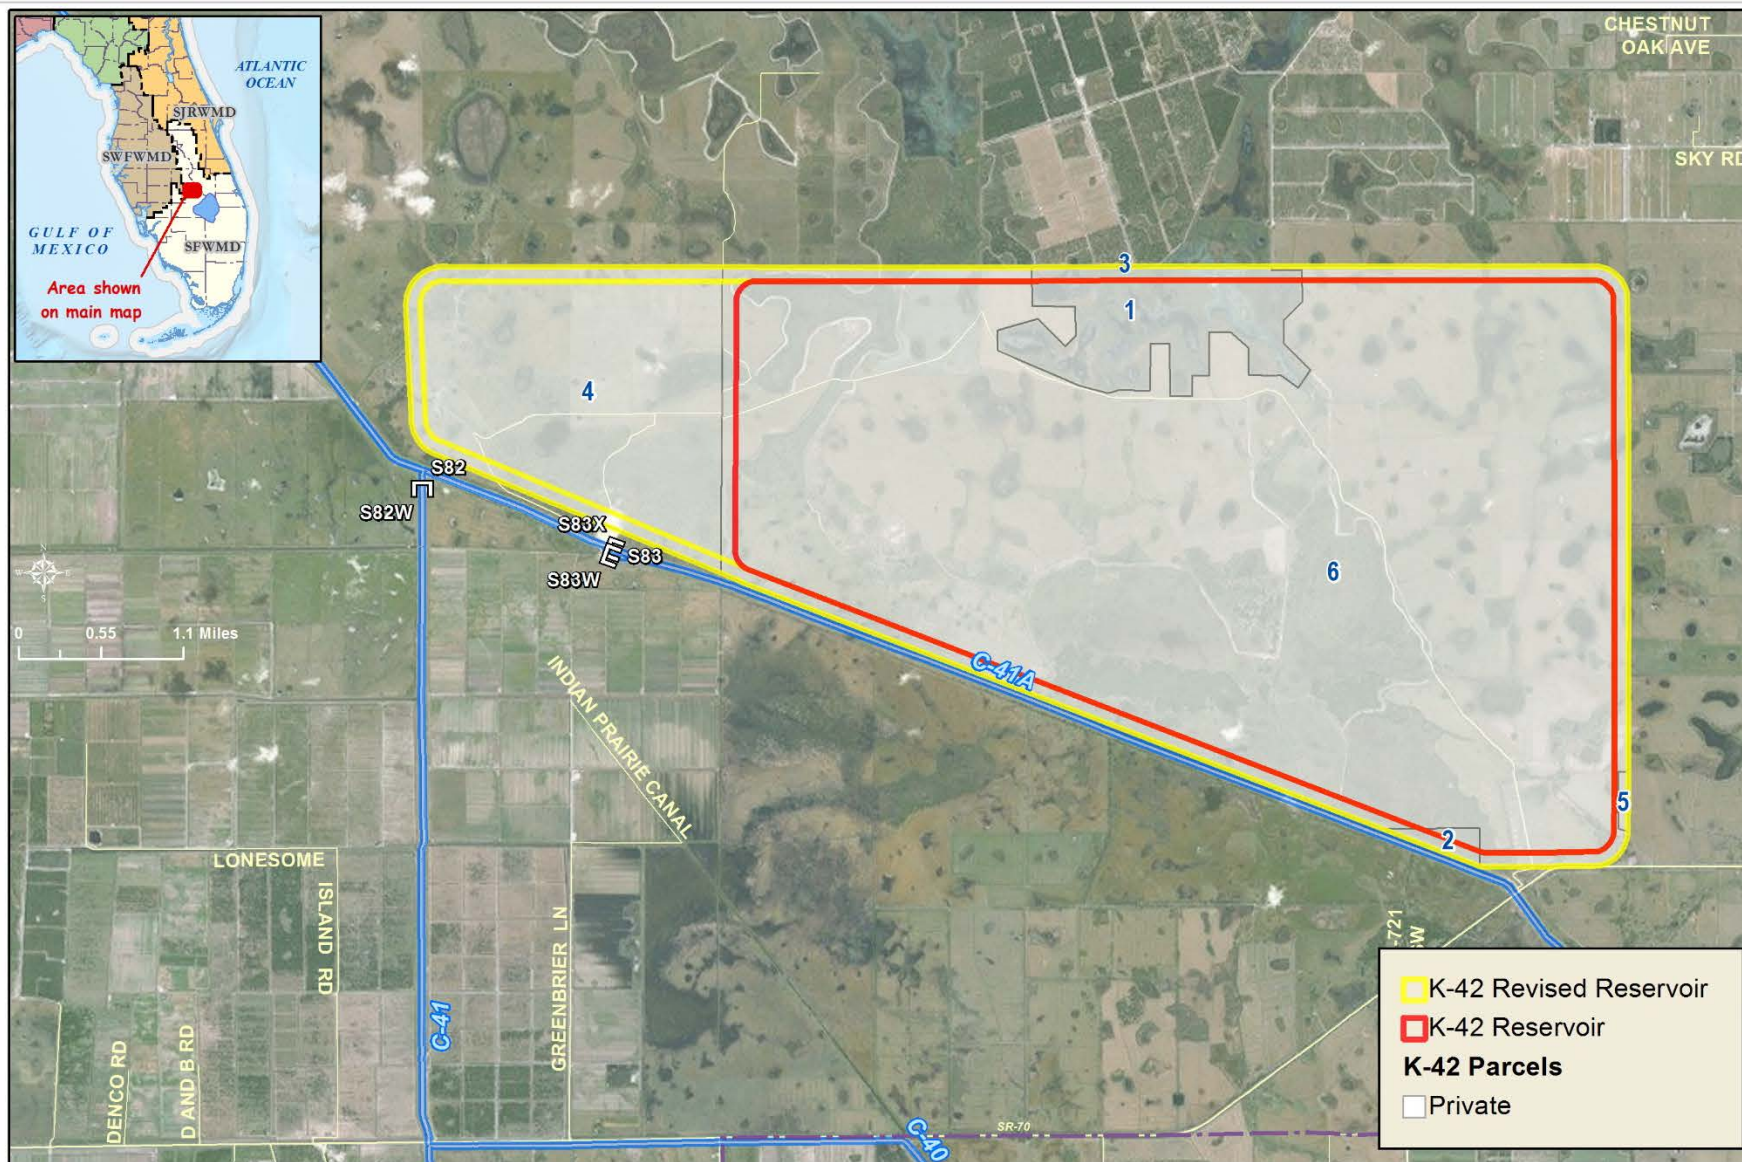 ATLANTIC
OCEAN
SJRWMD
SWFWMD
GULF OF
MEXICO
SFWMD
Area shown
on main map
CHESTNUT
OAK AVE
SKY RD
3
1
4
S82
S82W
S83X
S83
S83W
6
N
W
E
S
0 0.55 1.1 Miles
C-41A
INDIAN PRAIRIE CANAL
5
2
LONESOME
ISLAND RD
GREENBRIER LN
C-41
DENCO RD
D AND B RD
-721
SW
SR-70
C-40
K-42 Revised Reservoir
K-42 Reservoir
K-42 Parcels
Private